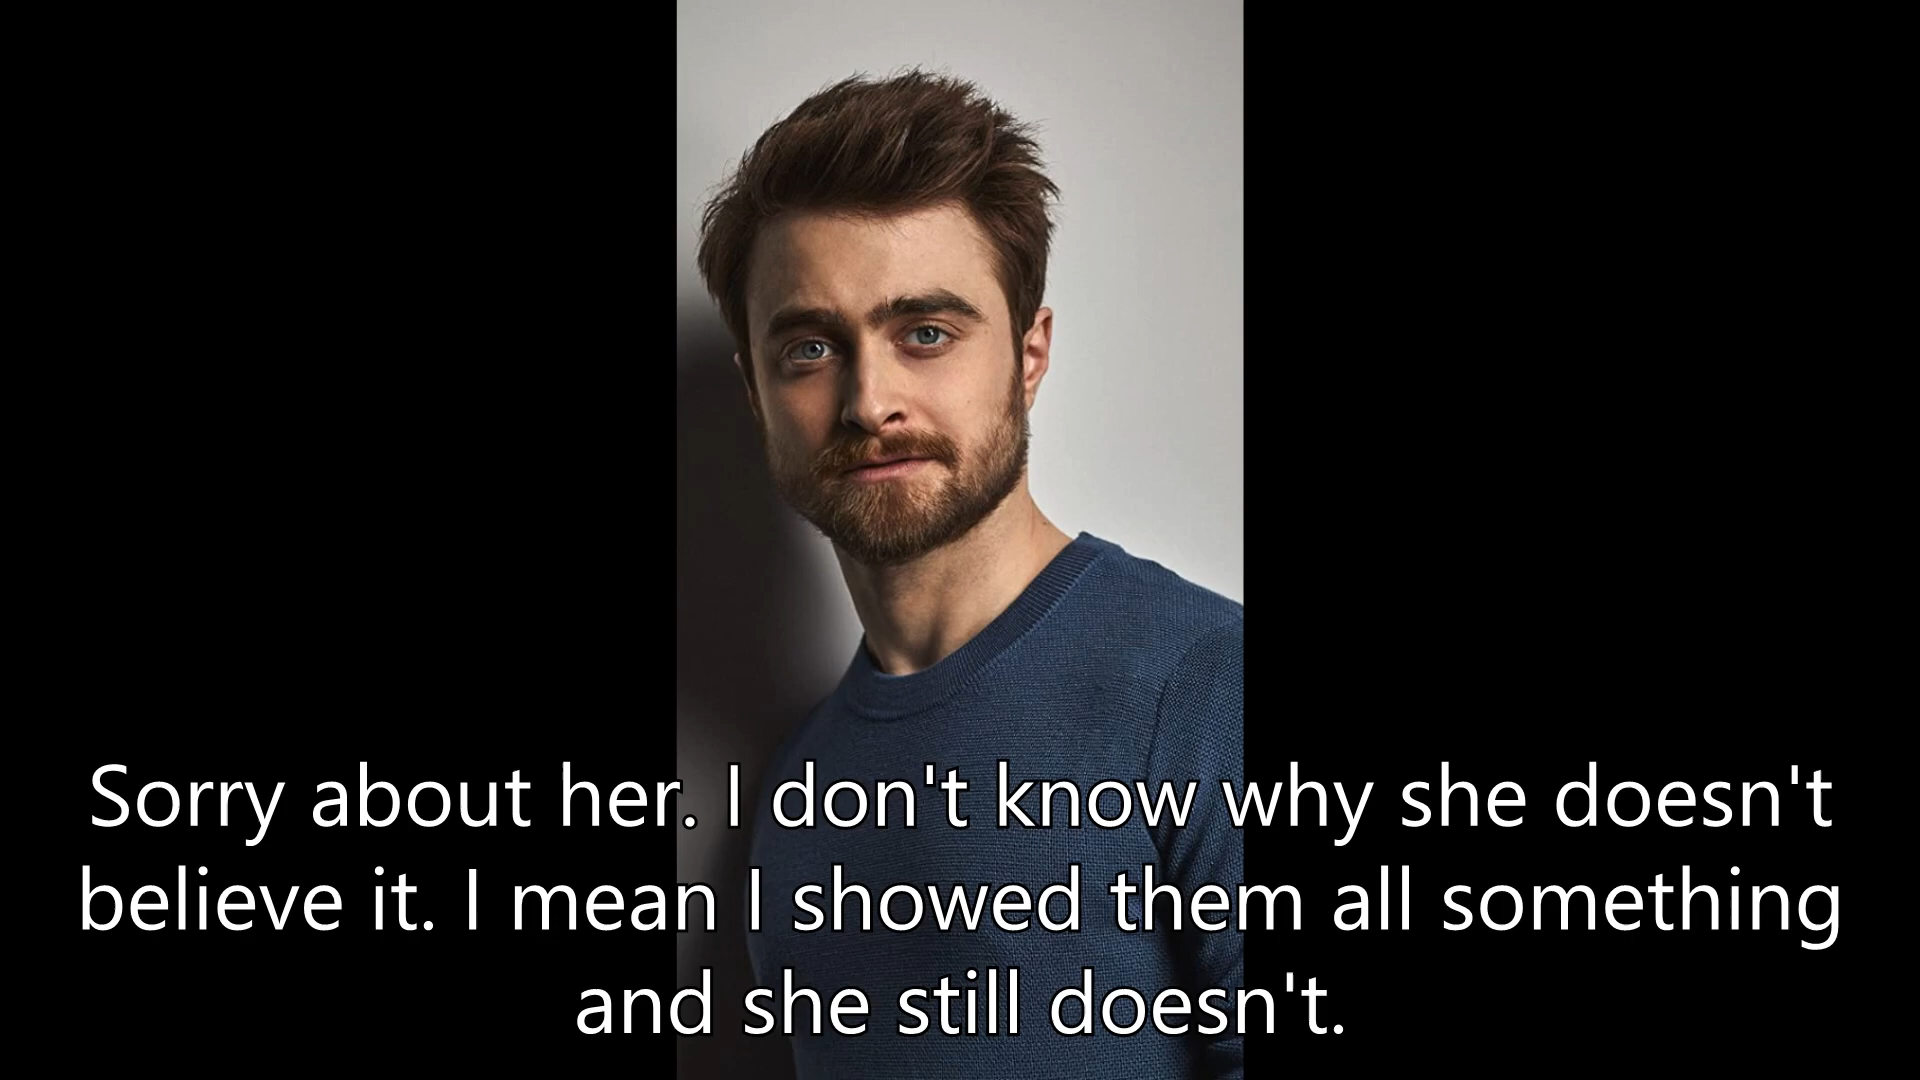 Sorry about her. I don't know why she doesn't
believe it. I mean I showed them all something
and she still doesn't.